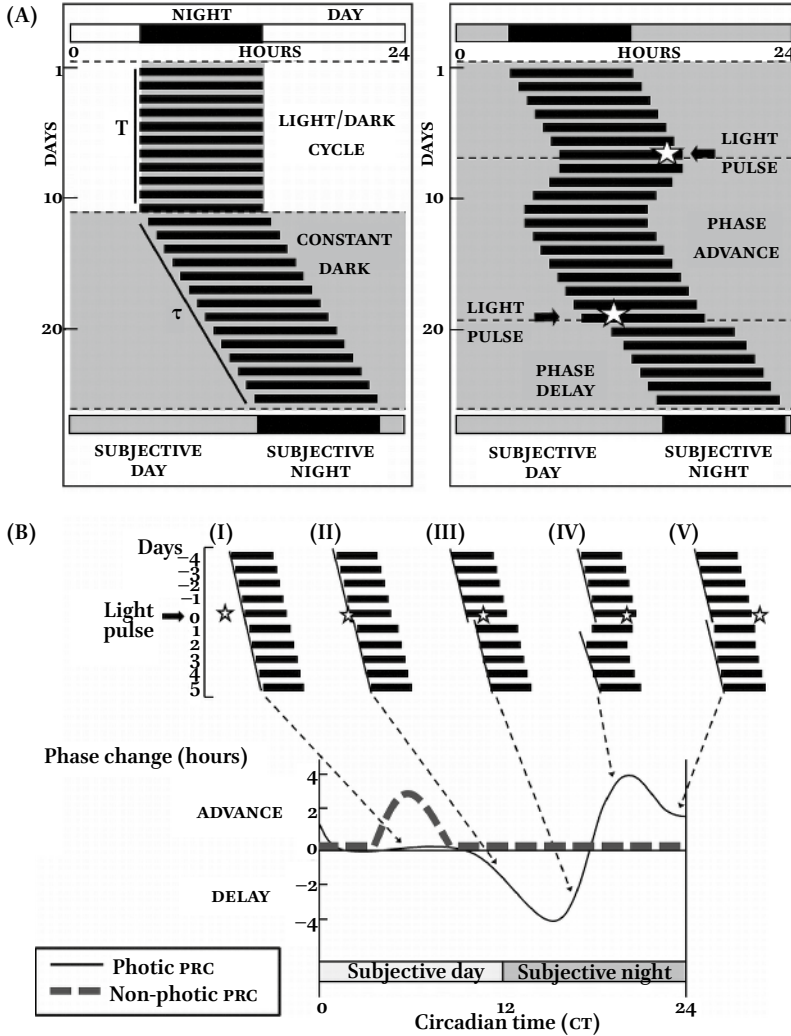 (A)
NIGHT DAY
0 HOURS 24
1
DAYS
T
LIGHT/DARK
CYCLE
10
CONSTANT
DARK
τ
20
SUBJECTIVE
DAY
SUBJECTIVE
NIGHT
0 HOURS 24
1
DAYS
LIGHT
PULSE
10
PHASE
ADVANCE
LIGHT
PULSE
20
PHASE
DELAY
SUBJECTIVE
DAY
SUBJECTIVE
NIGHT
(B)
(I) (II) (III) (IV) (V)
Days
-4
-3
-2
-1
Light
pulse
0
1
2
3
4
5
Phase change (hours)
4
ADVANCE
2
0
-2
DELAY
-4
Photic PRC
Non-photic PRC
Subjective day Subjective night
0 12 24
Circadian time (CT)